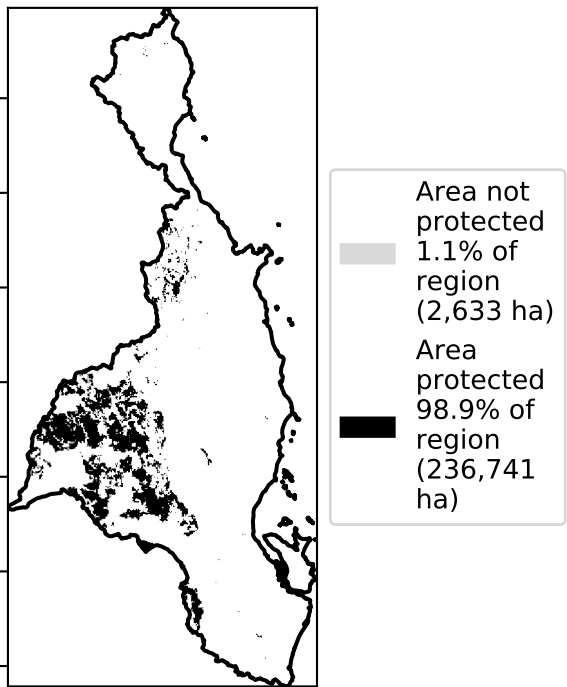 Area not
protected
1.1% of
region
(2,633 ha)
Area
protected
98.9% of
region
(236,741
ha)